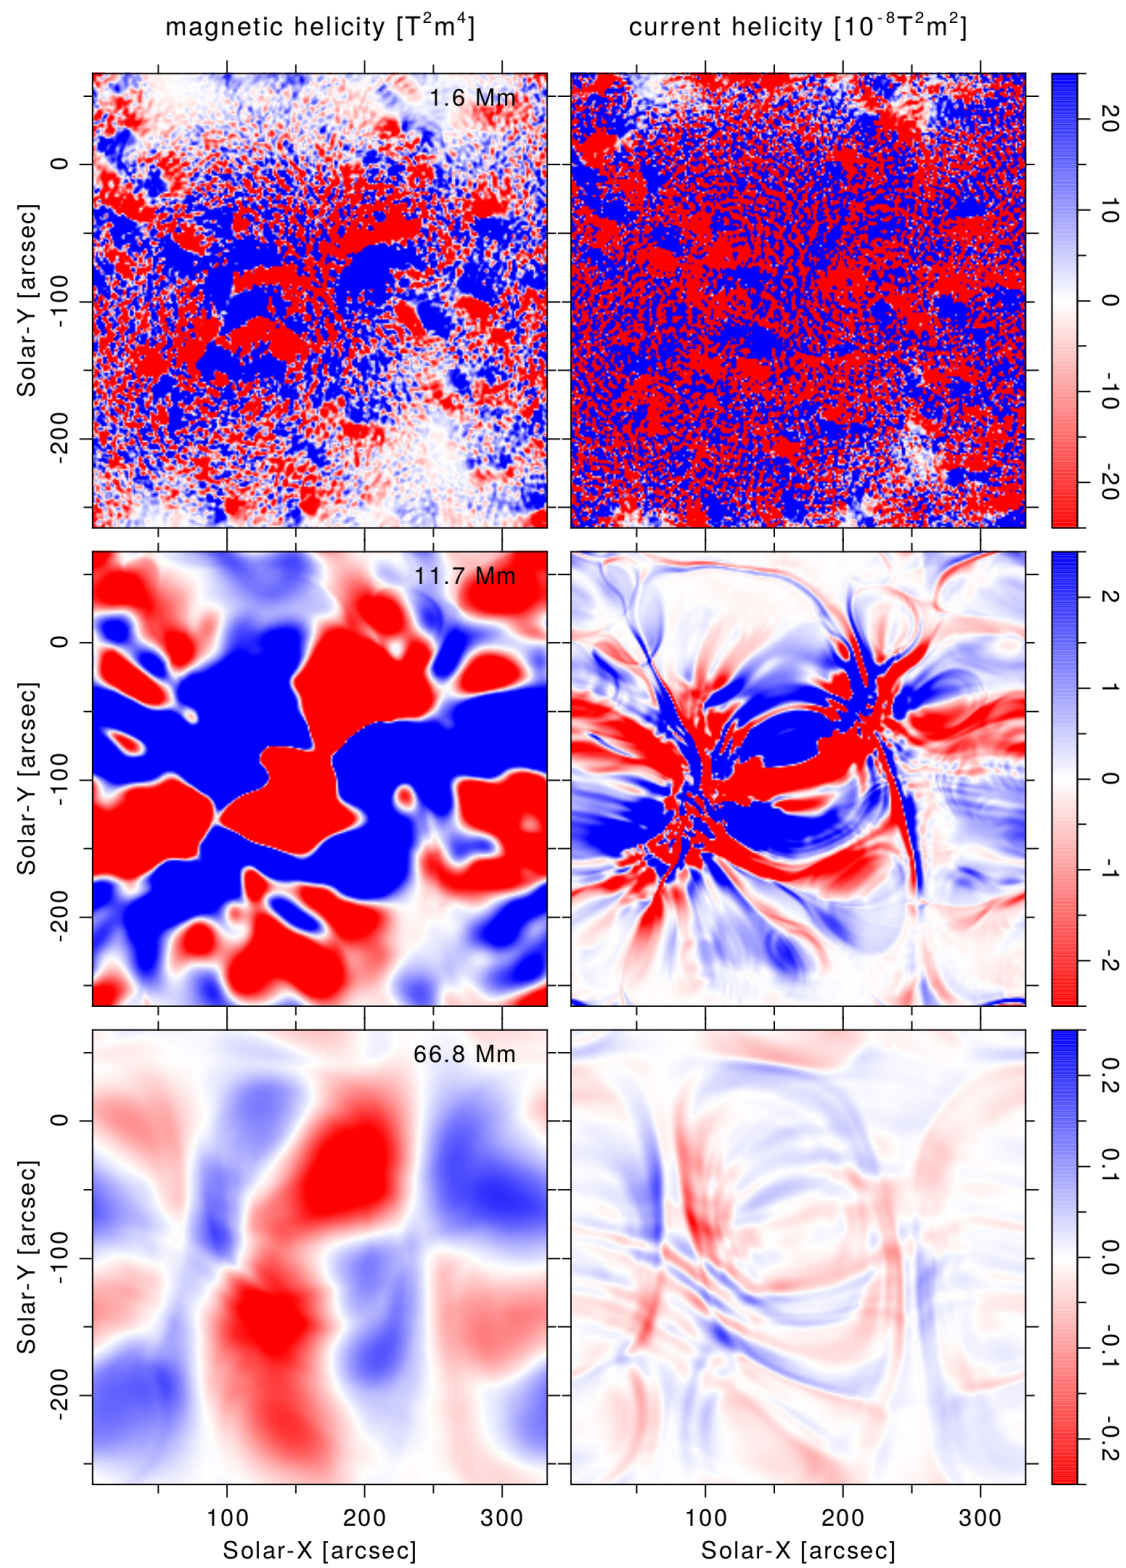 magnetic helicity [T²m⁴] current helicity [10⁻⁸T²m²]
1.6 Mm
Solar-Y [arcsec]
0
-100
-200
20
10
0
-10
-20
11.7 Mm
Solar-Y [arcsec]
0
-100
-200
2
1
0
-1
-2
66.8 Mm
Solar-Y [arcsec]
0
-100
-200
0.2
0.1
0.0
-0.1
-0.2
100 200 300 100 200 300
Solar-X [arcsec] Solar-X [arcsec]